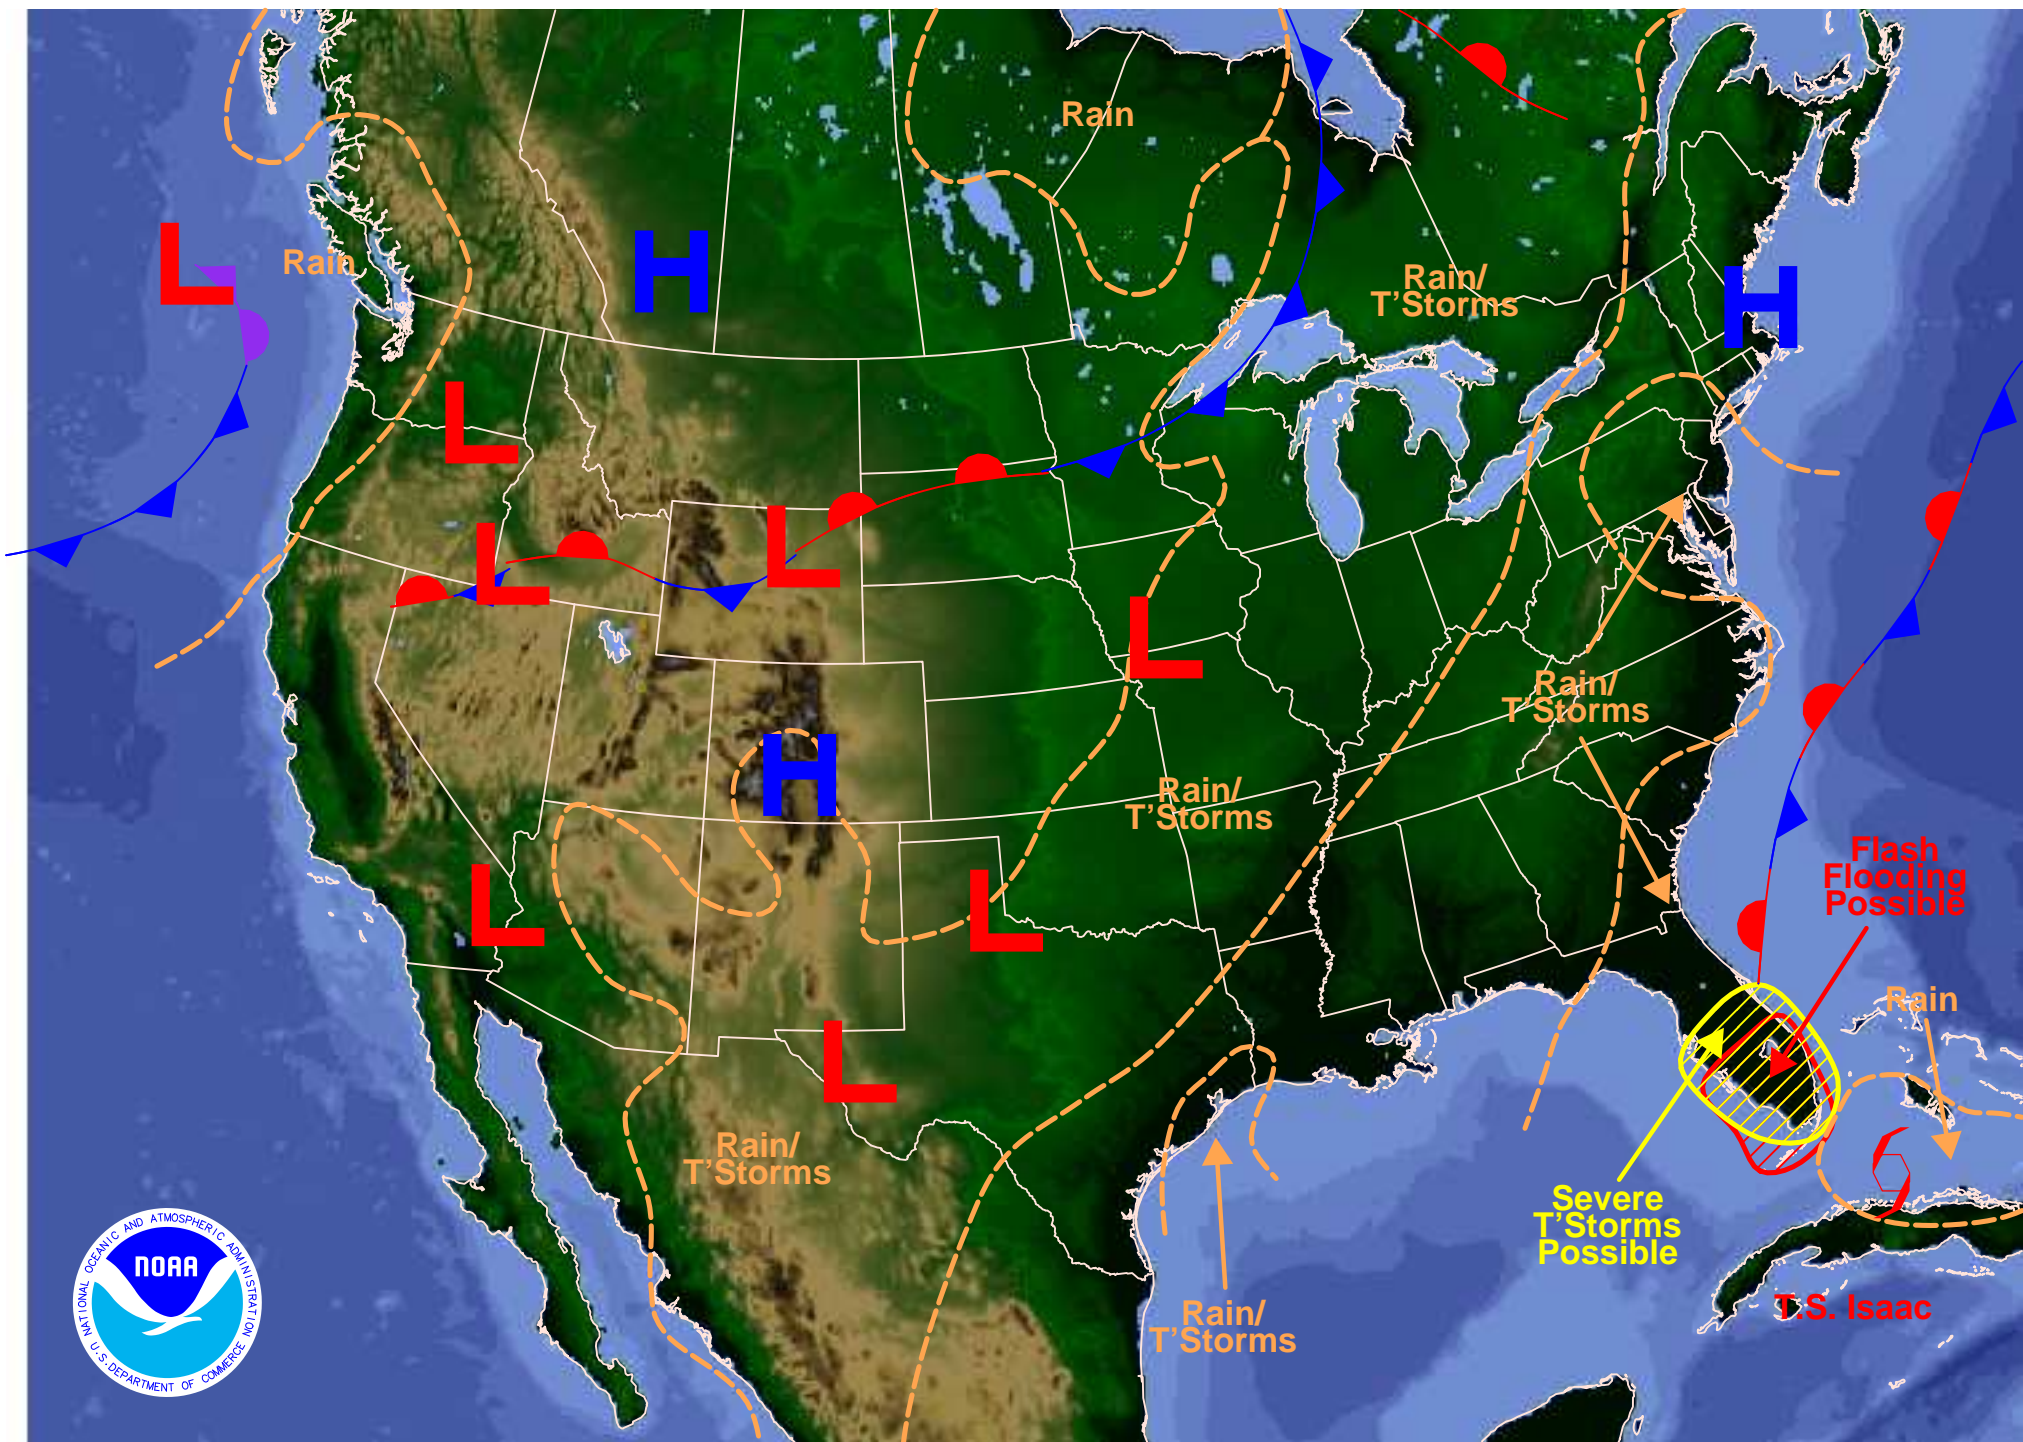 Rain
Rain
L
H
Rain/
T'Storms
H
L
L
L
L
Rain/
T'Storms
H
Rain/
T'Storms
Flash
Flooding
Possible
L
L
Rain
L
Rain/
T'Storms
Severe
T'Storms
Possible
T.S. Isaac
Rain/
T'Storms
NATIONAL OCEANIC AND ATMOSPHERIC ADMINISTRATION
NOAA
U.S. DEPARTMENT OF COMMERCE